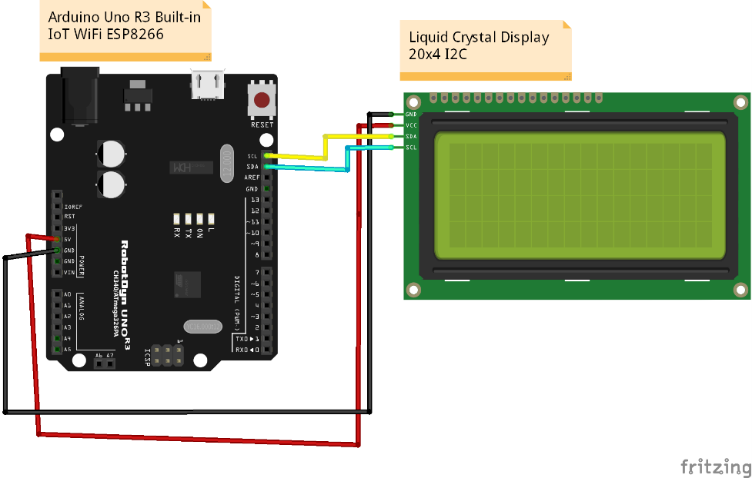 Arduino Uno R3 Built-in
IoT WiFi ESP8266
Liquid Crystal Display
20x4 I2C
RESET
GND
VCC
SDA
SCL
SCL
SDA
AREF
GND
13
12
~11
~10
~9
8
7
~6
~5
4
~3
2
TXD▶1
RXD◀0
DIGITAL (PWM~)
IOREF
RST
3V3
5V
GND
GND
VIN
POWER
A0
A1
A2
A3
A4
A5
ANALOG
A6 A7
RX
TX
ON
L
RobotDyn UNO R3
ICSP
fritzing